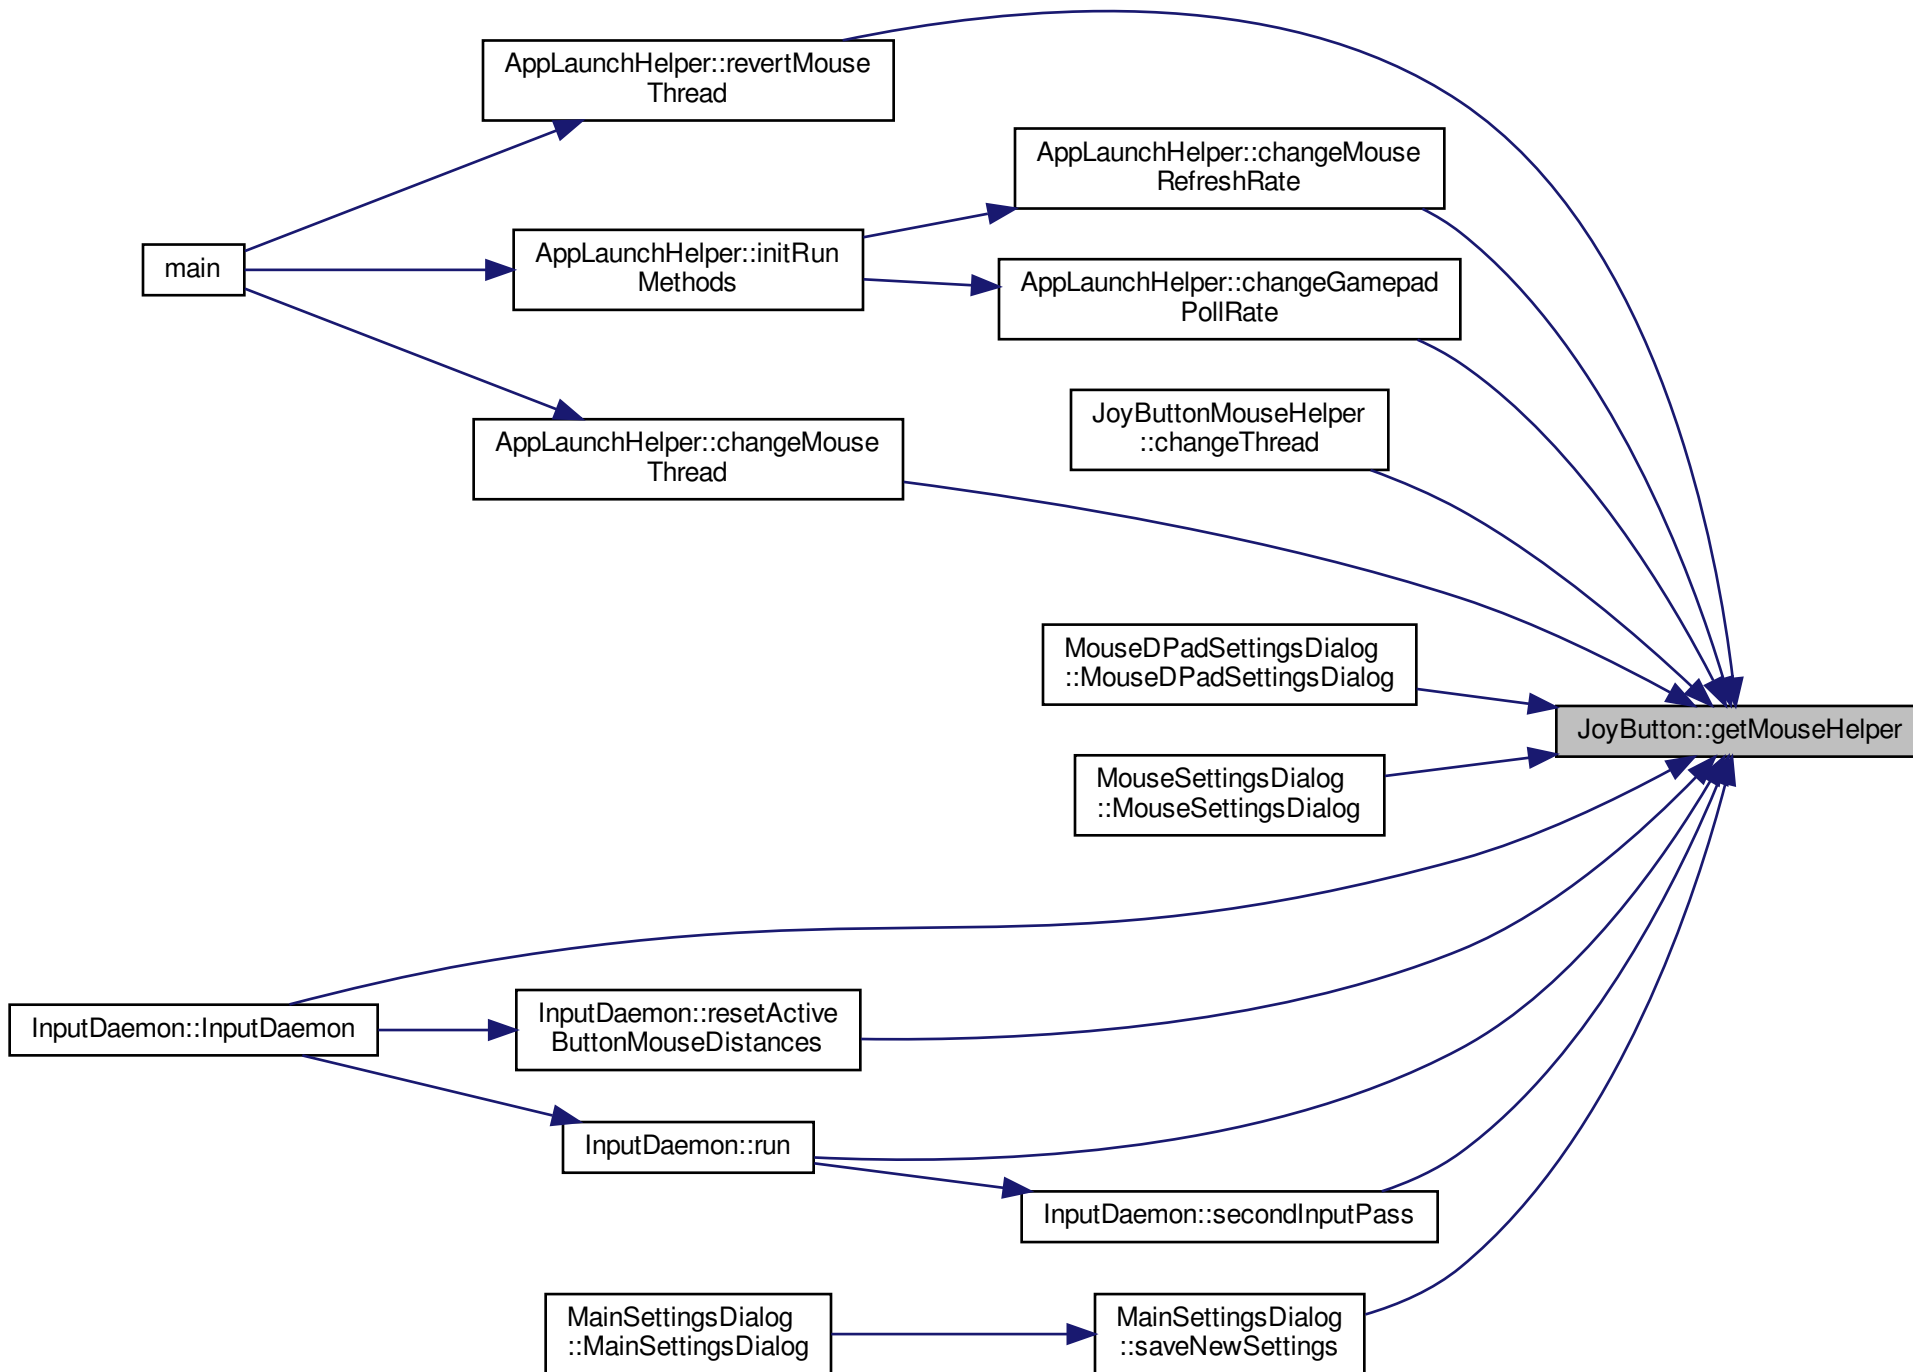 AppLaunchHelper::revertMouse
Thread
AppLaunchHelper::changeMouse
RefreshRate
main
AppLaunchHelper::initRun
Methods
AppLaunchHelper::changeGamepad
PollRate
JoyButtonMouseHelper
::changeThread
AppLaunchHelper::changeMouse
Thread
MouseDPadSettingsDialog
::MouseDPadSettingsDialog
JoyButton::getMouseHelper
MouseSettingsDialog
::MouseSettingsDialog
InputDaemon::InputDaemon
InputDaemon::resetActive
ButtonMouseDistances
InputDaemon::run
InputDaemon::secondInputPass
MainSettingsDialog
::MainSettingsDialog
MainSettingsDialog
::saveNewSettings